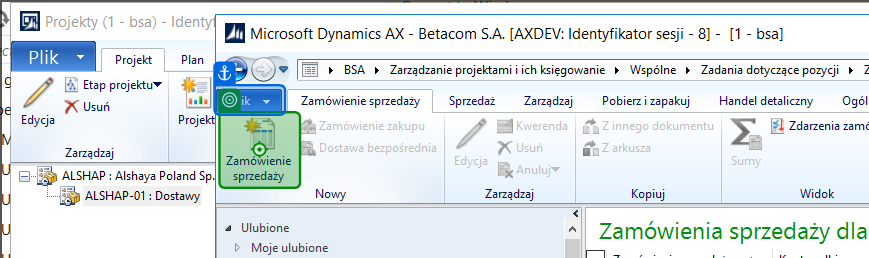 Projekty (1 - bsa) - Identyf
Plik
Projekt
Plan
Edycja
Etap projektu
Usuń
Projekt
Zarządzaj
ALSHAP : Alshaya Poland Sp.
ALSHAP-01 : Dostawy
Microsoft Dynamics AX - Betacom S.A. [AXDEV: Identyfikator sesji - 8] - [1 - bsa]
BSA
Zarządzanie projektami i ich księgowanie
Wspólne
Zadania dotyczące pozycji
Zamówienie sprzedaży
Sprzedaż
Zarządzaj
Pobierz i zapakuj
Handel detaliczny
Ogól
Zamówienie
sprzedaży
Zamówienie zakupu
Dostawa bezpośrednia
Nowy
Edycja
Kwerenda
Usuń
Anuluj
Zarządzaj
Z innego dokumentu
Z arkusza
Kopiuj
Sumy
Zdarzenia zamó
Widok
Ulubione
Moje ulubione
Zamówienia sprzedaży dla